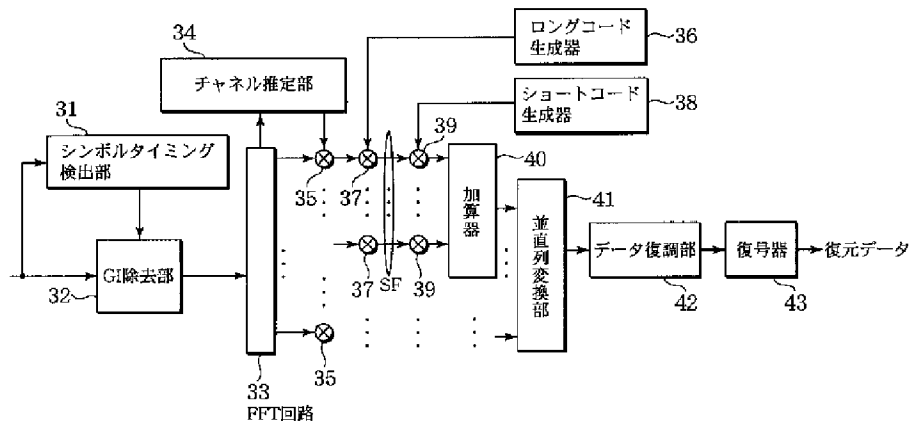 ロングコード
生成器
36
34
チャネル推定部
ショートコード
生成器
38
31
シンボルタイミング
検出部
39
40
35
37
加算器
41
並直列変換部
GI除去部
32
データ復調部
42
復号器
43
復元データ
37
SF
39
35
33
FFT回路